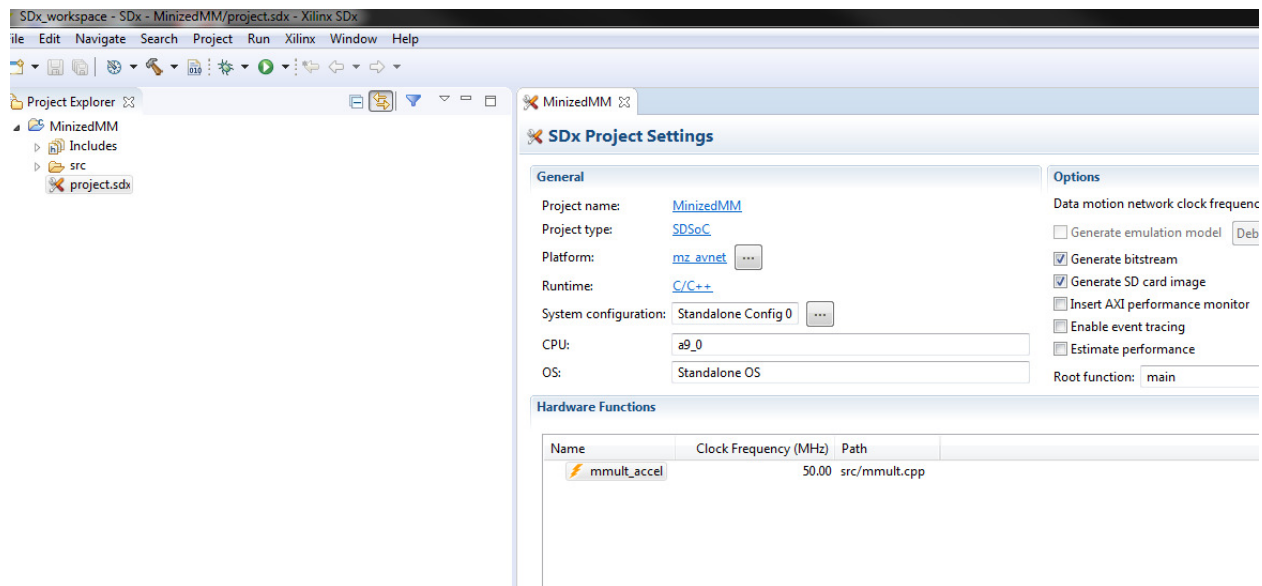 SDx_workspace - SDx - MinizedMM/project.sdx - Xilinx SDx
ile Edit Navigate Search Project Run Xilinx Window Help
Project Explorer
MinizedMM
Includes
src
project.sdx
MinizedMM
SDx Project Settings
General
Project name: MinizedMM
Project type: SDSoC
Platform: mz_avnet ...
Runtime: C/C++
System configuration: Standalone Config 0 ...
CPU: a9_0
OS: Standalone OS
Options
Data motion network clock frequenc
Generate emulation model Deb
Generate bitstream
Generate SD card image
Insert AXI performance monitor
Enable event tracing
Estimate performance
Root function: main
Hardware Functions
Name Clock Frequency (MHz) Path
mmult_accel 50.00 src/mmult.cpp